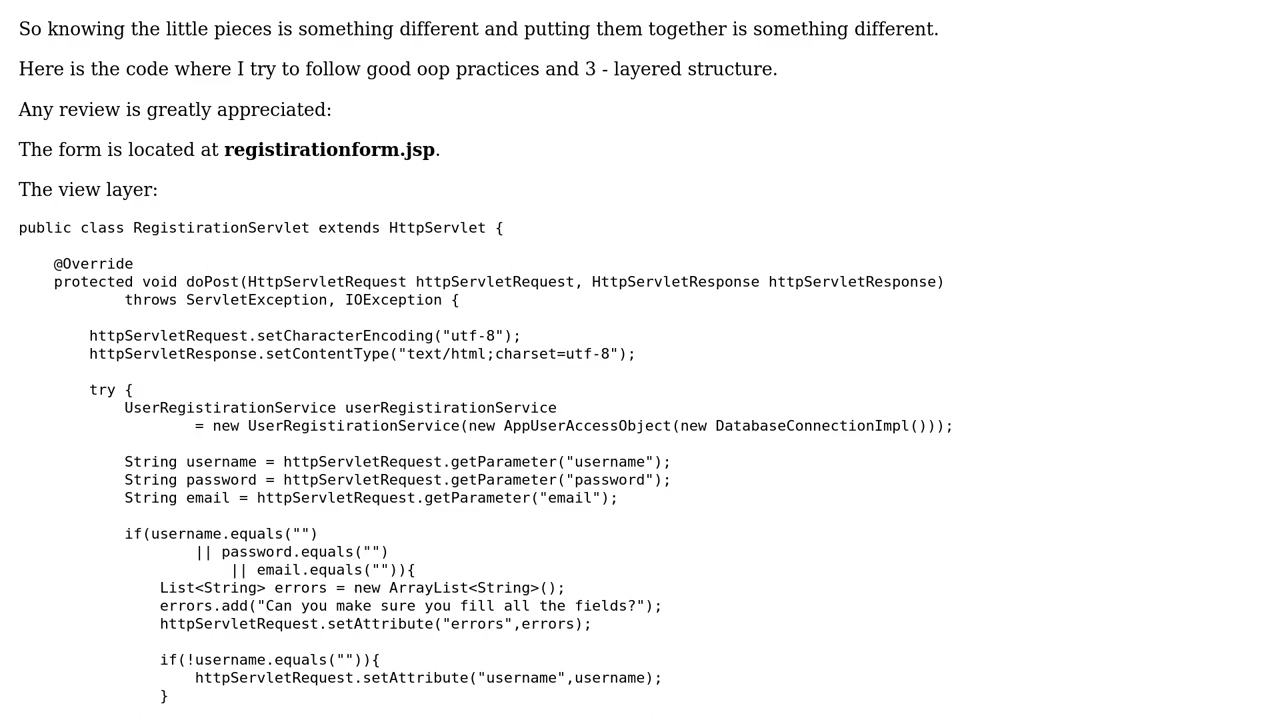 So knowing the little pieces is something different and putting them together is something different.
Here is the code where I try to follow good oop practices and 3 - layered structure.
Any review is greatly appreciated:
The form is located at registirationform.jsp.
The view layer:
public class RegistirationServlet extends HttpServlet {
    @Override
    protected void doPost(HttpServletRequest httpServletRequest, HttpServletResponse httpServletResponse)
            throws ServletException, IOException {
        httpServletRequest.setCharacterEncoding("utf-8");
        httpServletResponse.setContentType("text/html;charset=utf-8");
        try {
            UserRegistirationService userRegistirationService
                    = new UserRegistirationService(new AppUserAccessObject(new DatabaseConnectionImpl()));
            String username = httpServletRequest.getParameter("username");
            String password = httpServletRequest.getParameter("password");
            String email = httpServletRequest.getParameter("email");
            if(username.equals("")
                    || password.equals("")
                        || email.equals("")){
                List<String> errors = new ArrayList<String>();
                errors.add("Can you make sure you fill all the fields?");
                httpServletRequest.setAttribute("errors",errors);
                if(!username.equals("")){
                    httpServletRequest.setAttribute("username",username);
                }